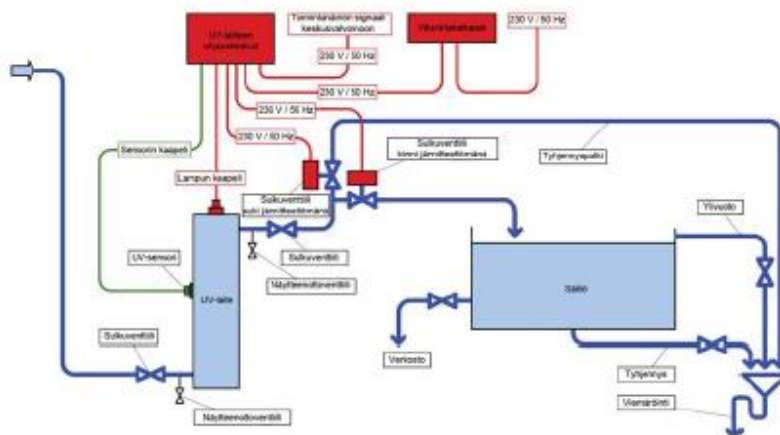 UV-laitteen
ohjauskeskus
Toimintahäiriön signaali
keskusvalvomoon
Vikavirtasuojaus
230 V / 50 Hz
230 V / 50 Hz
230 V / 50 Hz
230 V / 50 Hz
230 V / 50 Hz
Sensorin kaapeli
Lampun kaapeli
Sulkuventtiili
auki jännitteettömänä
Sulkuventtiili
kiinni jännitteettömänä
Tyhjennysputki
Sulkuventtiili
Näytteenottoventtiili
UV-sensori
UV-laite
Sulkuventtiili
Näytteenottoventtiili
Säiliö
Ylivuoto
Verkosto
Tyhjennys
Viemäröinti